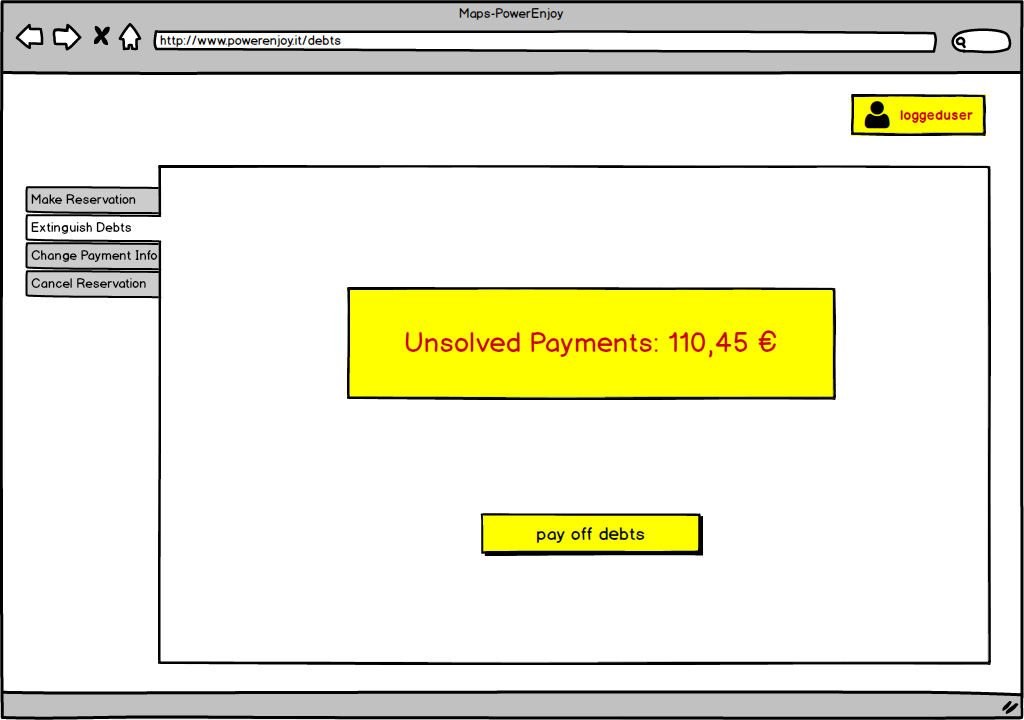 Maps-PowerEnjoy
http://www.powerenjoy.it/debts
loggeduser
Make Reservation
Extinguish Debts
Change Payment Info
Cancel Reservation
Unsolved Payments: 110,45 €
pay off debts